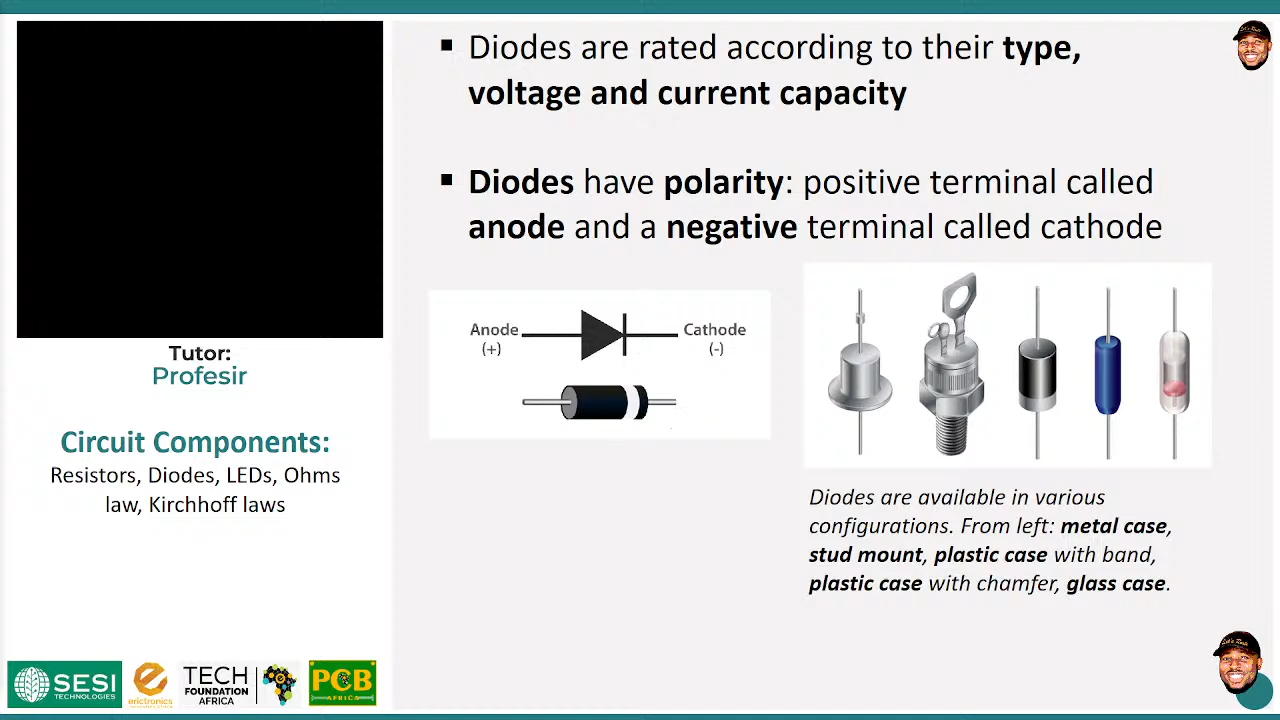 ▪ Diodes are rated according to their type,
voltage and current capacity
▪ Diodes have polarity: positive terminal called
anode and a negative terminal called cathode
Anode
(+)
Cathode
(-)
Diodes are available in various
configurations. From left: metal case,
stud mount, plastic case with band,
plastic case with chamfer, glass case.
Tutor:
Profesir
Circuit Components:
Resistors, Diodes, LEDs, Ohms
law, Kirchhoff laws
SESI
TECHNOLOGIES
erictronics
TECH
FOUNDATION
AFRICA
PCB
AFRICA